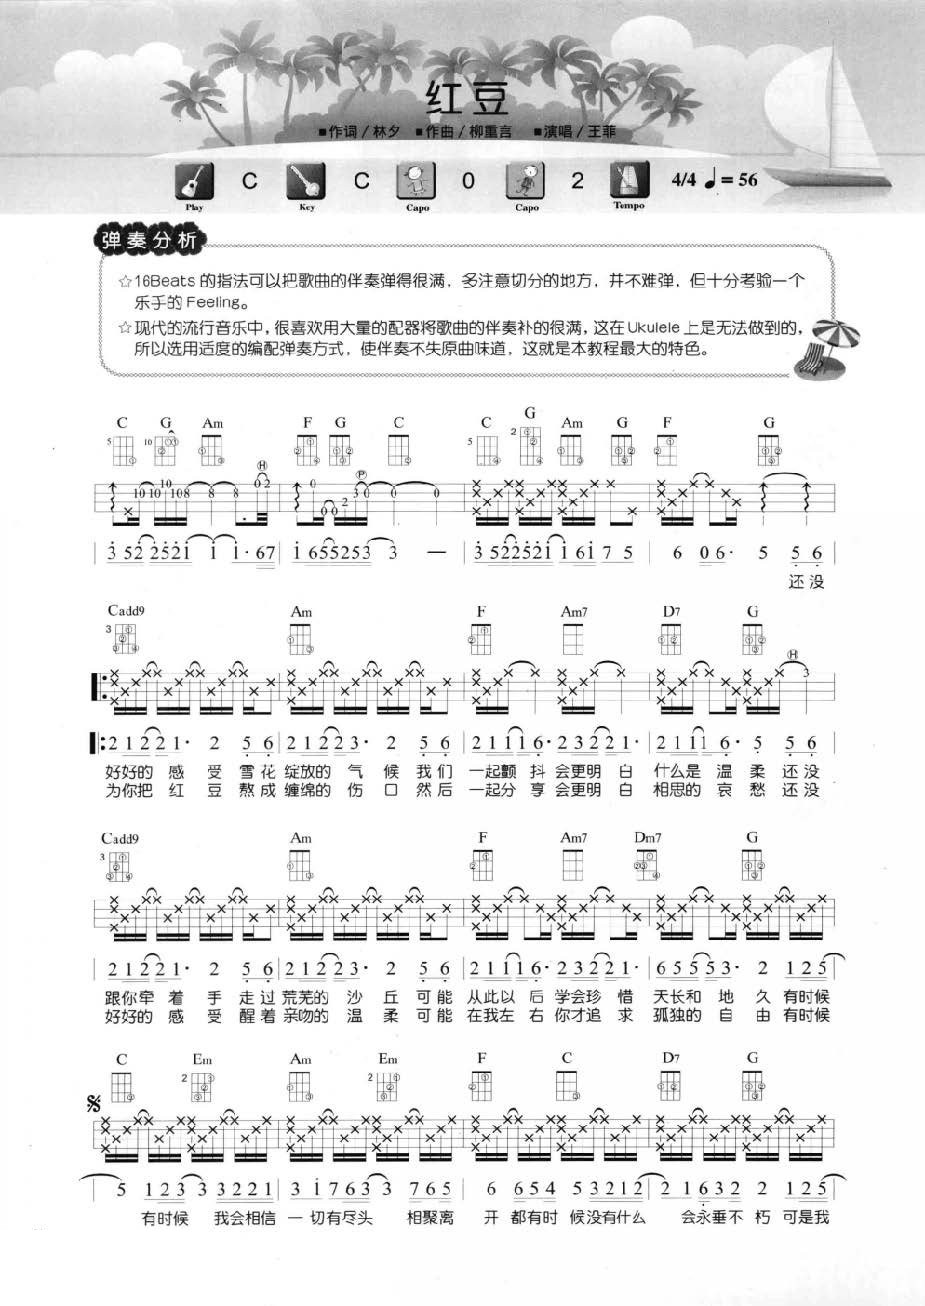 红豆
■作词/林夕 ■作曲/柳重言 ■演唱/王菲
C C 0 2 4/4 ♩=56
Play Key Capo Capo Tempo
弹奏分析
☆16Beats 的指法可以把歌曲的伴奏弹得很满，多注意切分的地方，并不难弹，但十分考验一个
乐手的 Feeling。
☆现代的流行音乐中，很喜欢用大量的配器将歌曲的伴奏补的很满，这在 Ukulele 上是无法做到的，
所以选用适度的编配弹奏方式，使伴奏不失原曲味道，这就是本教程最大的特色。
C G Am F G C C G Am G F G
3 52 2521 1 1· 67 | 1 655253 3 — | 3 522521 1 61 7 5 | 6 06· 5 5 6
还没
Cadd9 Am F Am7 D7 G
2 1 2 2 1· 2 5 6 | 2 1 2 2 3· 2 5 6 | 2 1 1 1 6· 2 3 2 2 1· | 2 1 1 1 6· 5 5 6
好好的 感 受 雪花绽放的 气 候我们 一起颤 抖会更明 白 什么是 温 柔还没
为你把 红 豆 熬成缠绵的 伤 口然后 一起分 享会更明 白 相思的 哀 愁还没
Cadd9 Am F Am7 Dm7 G
2 1 2 2 1· 2 5 6 | 2 1 2 2 3· 2 5 6 | 2 1 1 1 6· 2 3 2 2 1· | 6 5 5 5 3· 2 1 2 5
跟你牵 着 手 走过荒芜的 沙 丘可能 从此以 后学会珍 惜 天长和 地 久有时候
好好的 感 受 醒着亲吻的 温 柔可能 在我左 右你才追 求 孤独的 自 由有时候
C Em Am Em F C D7 G
5 1 2 3 3 3 2 2 1 | 3 1 7 6 3 3 7 6 5 | 6 6 5 4 5 3 2 1 2 | 2 1 6 3 2 2 1 2 5
有时候 我会相信 一切有尽头 相聚离 开 都有时 候没有什么 会永垂不 朽 可是我